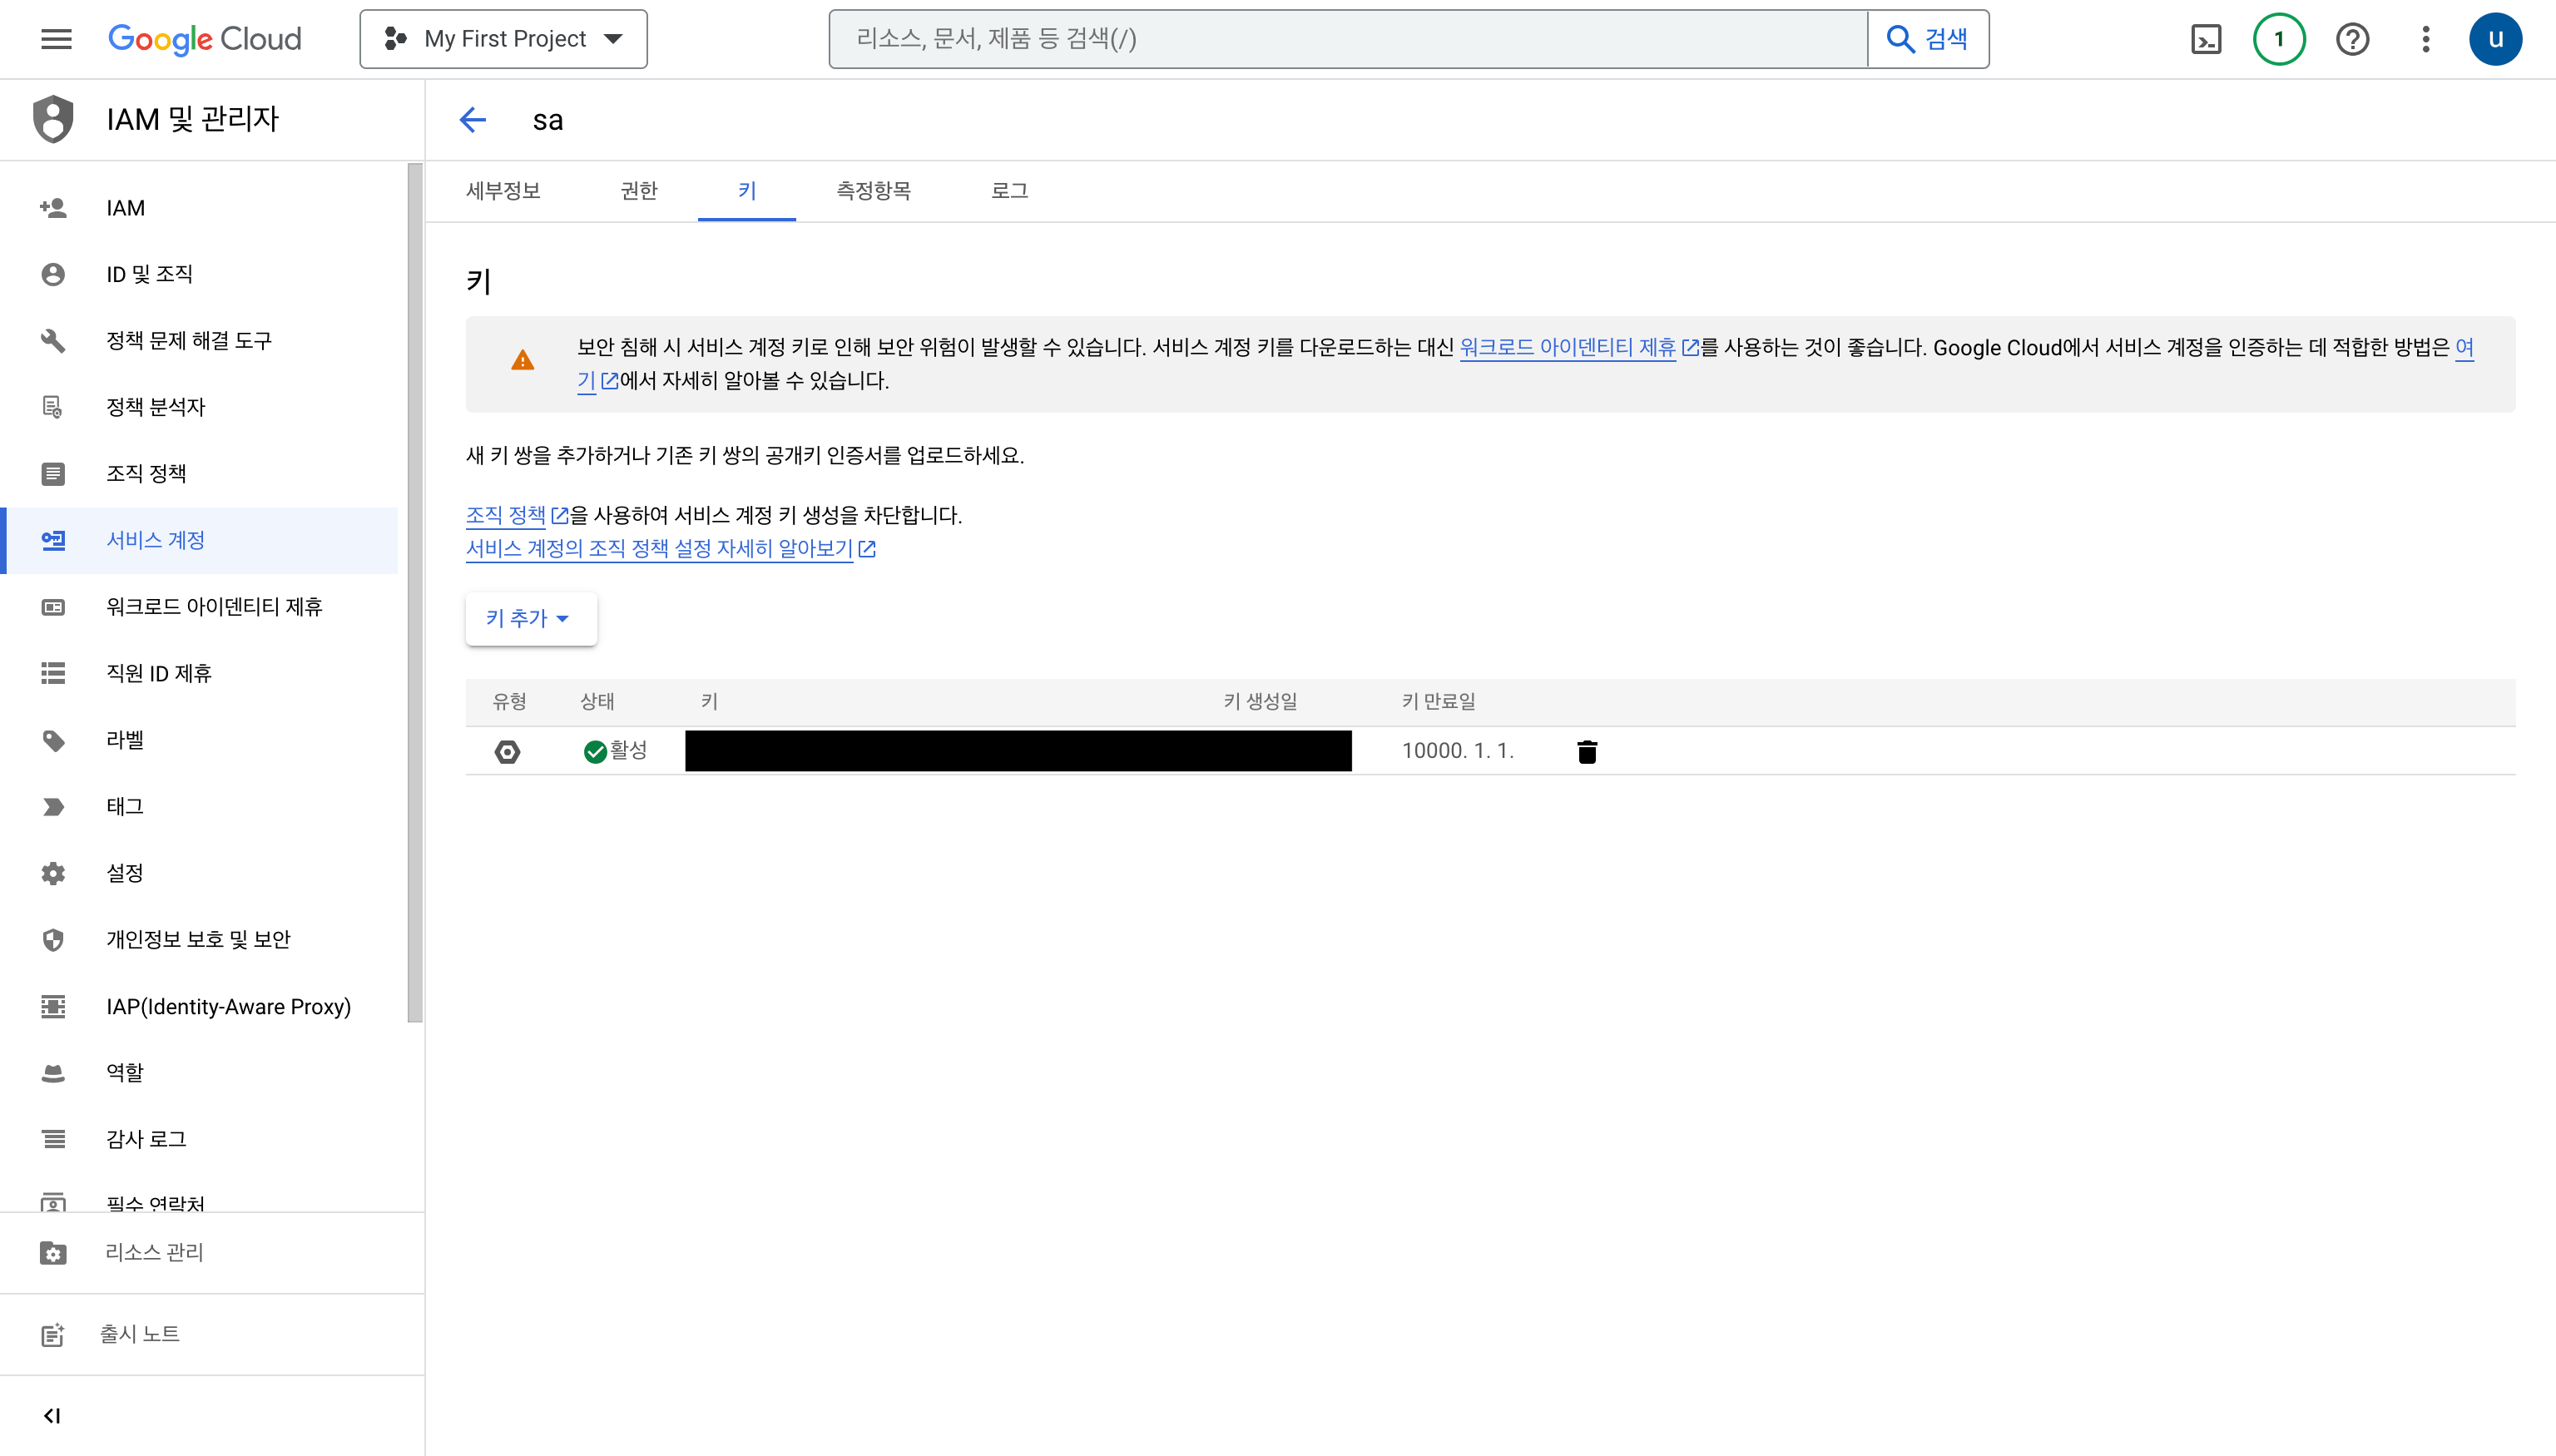 Google Cloud
My First Project
리소스, 문서, 제품 등 검색(/)
검색
1
u
IAM 및 관리자
sa
IAM
ID 및 조직
정책 문제 해결 도구
정책 분석자
조직 정책
서비스 계정
워크로드 아이덴티티 제휴
직원 ID 제휴
라벨
태그
설정
개인정보 보호 및 보안
IAP(Identity-Aware Proxy)
역할
감사 로그
필수 연락처
리소스 관리
출시 노트
세부정보 권한 키 측정항목 로그
키
보안 침해 시 서비스 계정 키로 인해 보안 위험이 발생할 수 있습니다. 서비스 계정 키를 다운로드하는 대신 워크로드 아이덴티티 제휴를 사용하는 것이 좋습니다. Google Cloud에서 서비스 계정을 인증하는 데 적합한 방법은 여
기에서 자세히 알아볼 수 있습니다.
새 키 쌍을 추가하거나 기존 키 쌍의 공개키 인증서를 업로드하세요.
조직 정책을 사용하여 서비스 계정 키 생성을 차단합니다.
서비스 계정의 조직 정책 설정 자세히 알아보기
키 추가
유형 상태 키 키 생성일 키 만료일
활성 10000. 1. 1.